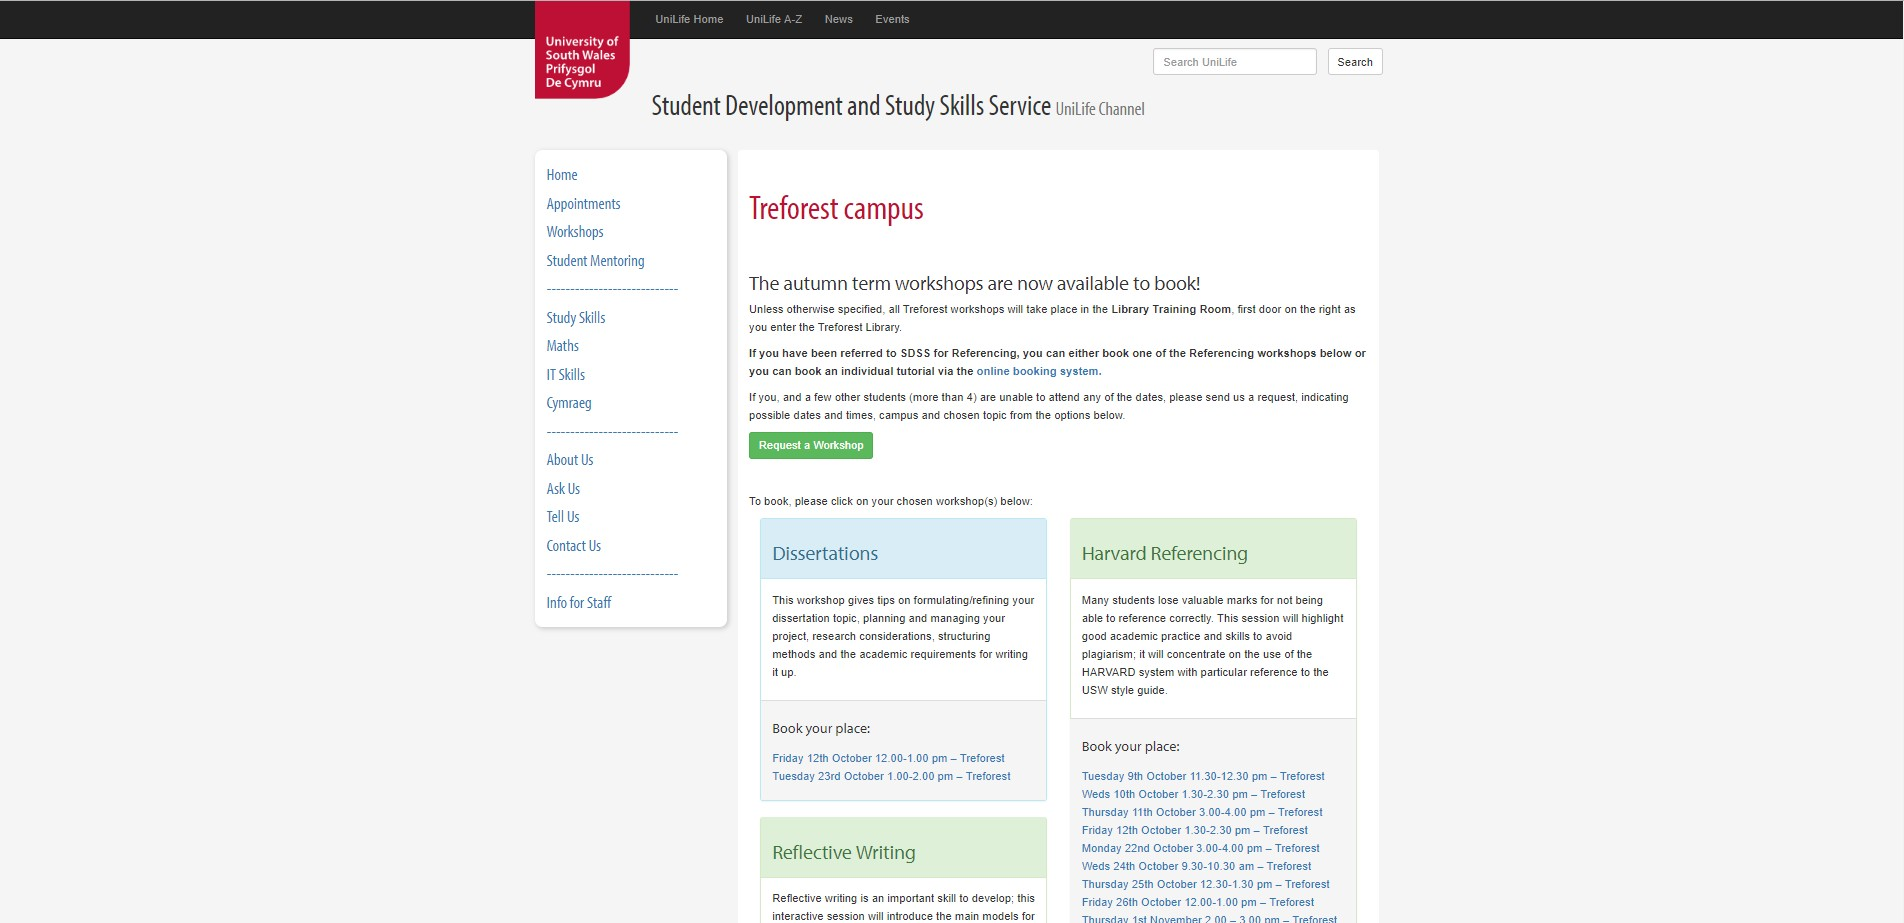 UniLife Home UniLife A-Z News Events
University of
South Wales
Prifysgol
De Cymru
Search UniLife Search
Student Development and Study Skills Service UniLife Channel
Home
Appointments
Workshops
Student Mentoring
----------------------------
Study Skills
Maths
IT Skills
Cymraeg
----------------------------
About Us
Ask Us
Tell Us
Contact Us
----------------------------
Info for Staff
Treforest campus
The autumn term workshops are now available to book!
Unless otherwise specified, all Treforest workshops will take place in the Library Training Room, first door on the right as
you enter the Treforest Library.
If you have been referred to SDSS for Referencing, you can either book one of the Referencing workshops below or
you can book an individual tutorial via the online booking system.
If you, and a few other students (more than 4) are unable to attend any of the dates, please send us a request, indicating
possible dates and times, campus and chosen topic from the options below.
Request a Workshop
To book, please click on your chosen workshop(s) below:
Dissertations
This workshop gives tips on formulating/refining your
dissertation topic, planning and managing your
project, research considerations, structuring
methods and the academic requirements for writing
it up.
Book your place:
Friday 12th October 12.00-1.00 pm – Treforest
Tuesday 23rd October 1.00-2.00 pm – Treforest
Reflective Writing
Reflective writing is an important skill to develop; this
interactive session will introduce the main models for
Harvard Referencing
Many students lose valuable marks for not being
able to reference correctly. This session will highlight
good academic practice and skills to avoid
plagiarism; it will concentrate on the use of the
HARVARD system with particular reference to the
USW style guide.
Book your place:
Tuesday 9th October 11.30-12.30 pm – Treforest
Weds 10th October 1.30-2.30 pm – Treforest
Thursday 11th October 3.00-4.00 pm – Treforest
Friday 12th October 1.30-2.30 pm – Treforest
Monday 22nd October 3.00-4.00 pm – Treforest
Weds 24th October 9.30-10.30 am – Treforest
Thursday 25th October 12.30-1.30 pm – Treforest
Friday 26th October 12.00-1.00 pm – Treforest
Thursday 1st November 2.00 – 3.00 pm – Treforest